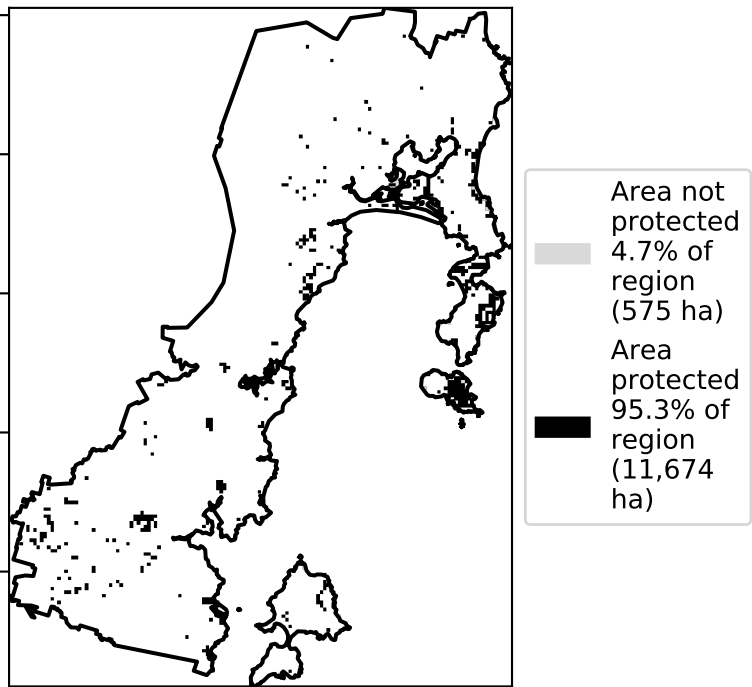 Area not
protected
4.7% of
region
(575 ha)
Area
protected
95.3% of
region
(11,674
ha)